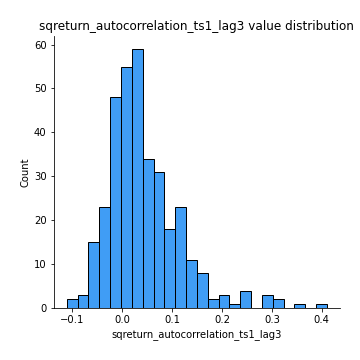 sqreturn_autocorrelation_ts1_lag3 value distribution
60
50
40
30
20
10
0
Count
−0.1 0.0 0.1 0.2 0.3 0.4
sqreturn_autocorrelation_ts1_lag3